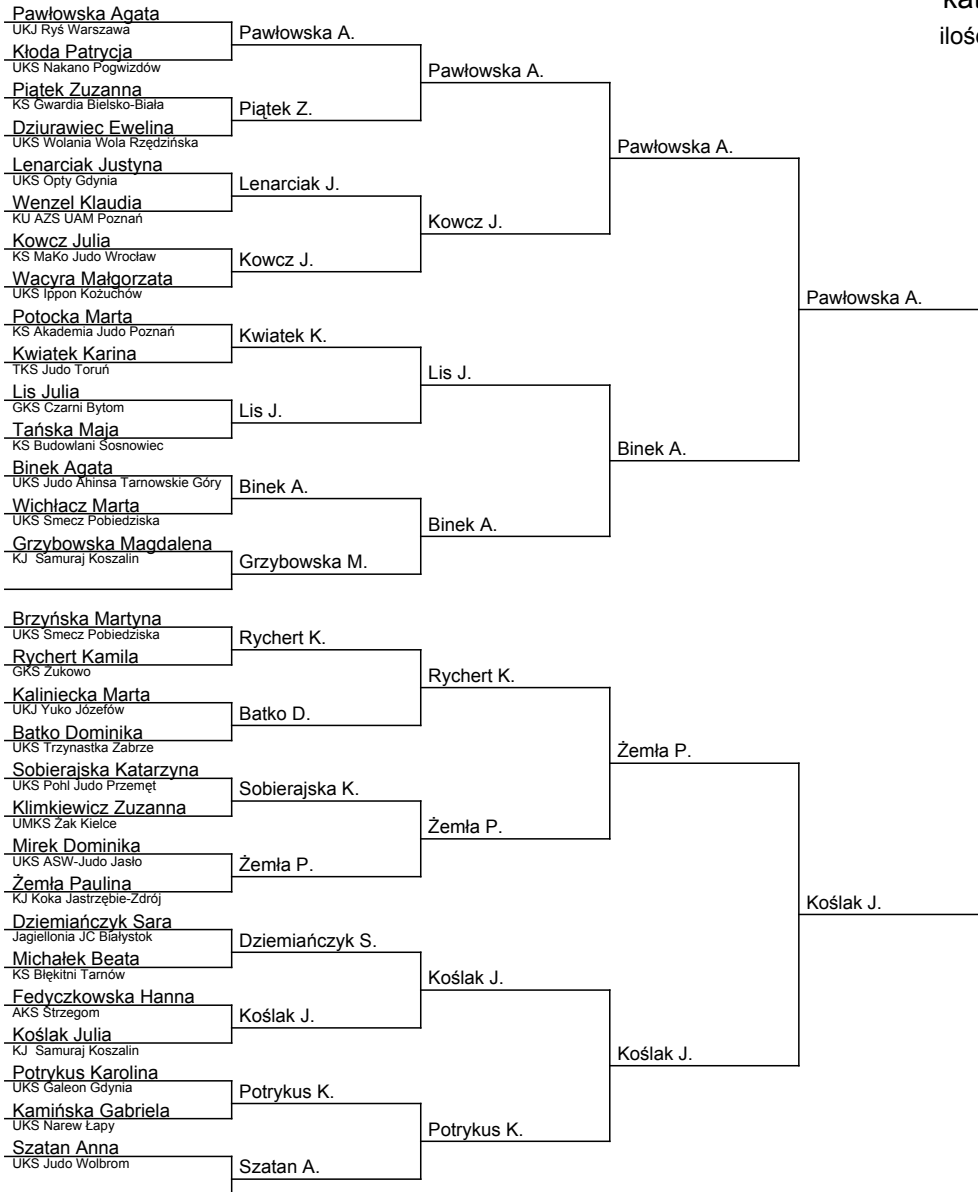 Pawłowska Agata
UKJ Ryś Warszawa
Kłoda Patrycja
UKS Nakano Pogwizdów
Piątek Zuzanna
KS Gwardia Bielsko-Biała
Dziurawiec Ewelina
UKS Wolania Wola Rzędzińska
Lenarciak Justyna
UKS Opty Gdynia
Wenzel Klaudia
KU AZS UAM Poznań
Kowcz Julia
KS MaKo Judo Wrocław
Wacyra Małgorzata
UKS Ippon Kożuchów
Potocka Marta
KS Akademia Judo Poznań
Kwiatek Karina
TKS Judo Toruń
Lis Julia
GKS Czarni Bytom
Tańska Maja
KS Budowlani Sosnowiec
Binek Agata
UKS Judo Ahinsa Tarnowskie Góry
Wichłacz Marta
UKS Smecz Pobiedziska
Grzybowska Magdalena
KJ Samuraj Koszalin
Brzyńska Martyna
UKS Smecz Pobiedziska
Rychert Kamila
GKS Żukowo
Kaliniecka Marta
UKJ Yuko Józefów
Batko Dominika
UKS Trzynastka Zabrze
Sobierajska Katarzyna
UKS Pohl Judo Przemęt
Klimkiewicz Zuzanna
UMKS Żak Kielce
Mirek Dominika
UKS ASW-Judo Jasło
Żemła Paulina
KJ Koka Jastrzębie-Zdrój
Dziemiańczyk Sara
Jagiellonia JC Białystok
Michałek Beata
KS Błękitni Tarnów
Fedyczkowska Hanna
AKS Strzegom
Koślak Julia
KJ Samuraj Koszalin
Potrykus Karolina
UKS Galeon Gdynia
Kamińska Gabriela
UKS Narew Łapy
Szatan Anna
UKS Judo Wolbrom
Pawłowska A.
Piątek Z.
Lenarciak J.
Kowcz J.
Kwiatek K.
Lis J.
Binek A.
Grzybowska M.
Rychert K.
Batko D.
Sobierajska K.
Żemła P.
Dziemiańczyk S.
Koślak J.
Potrykus K.
Szatan A.
Pawłowska A.
Kowcz J.
Lis J.
Binek A.
Rychert K.
Żemła P.
Koślak J.
Potrykus K.
Pawłowska A.
Binek A.
Żemła P.
Koślak J.
Pawłowska A.
Koślak J.